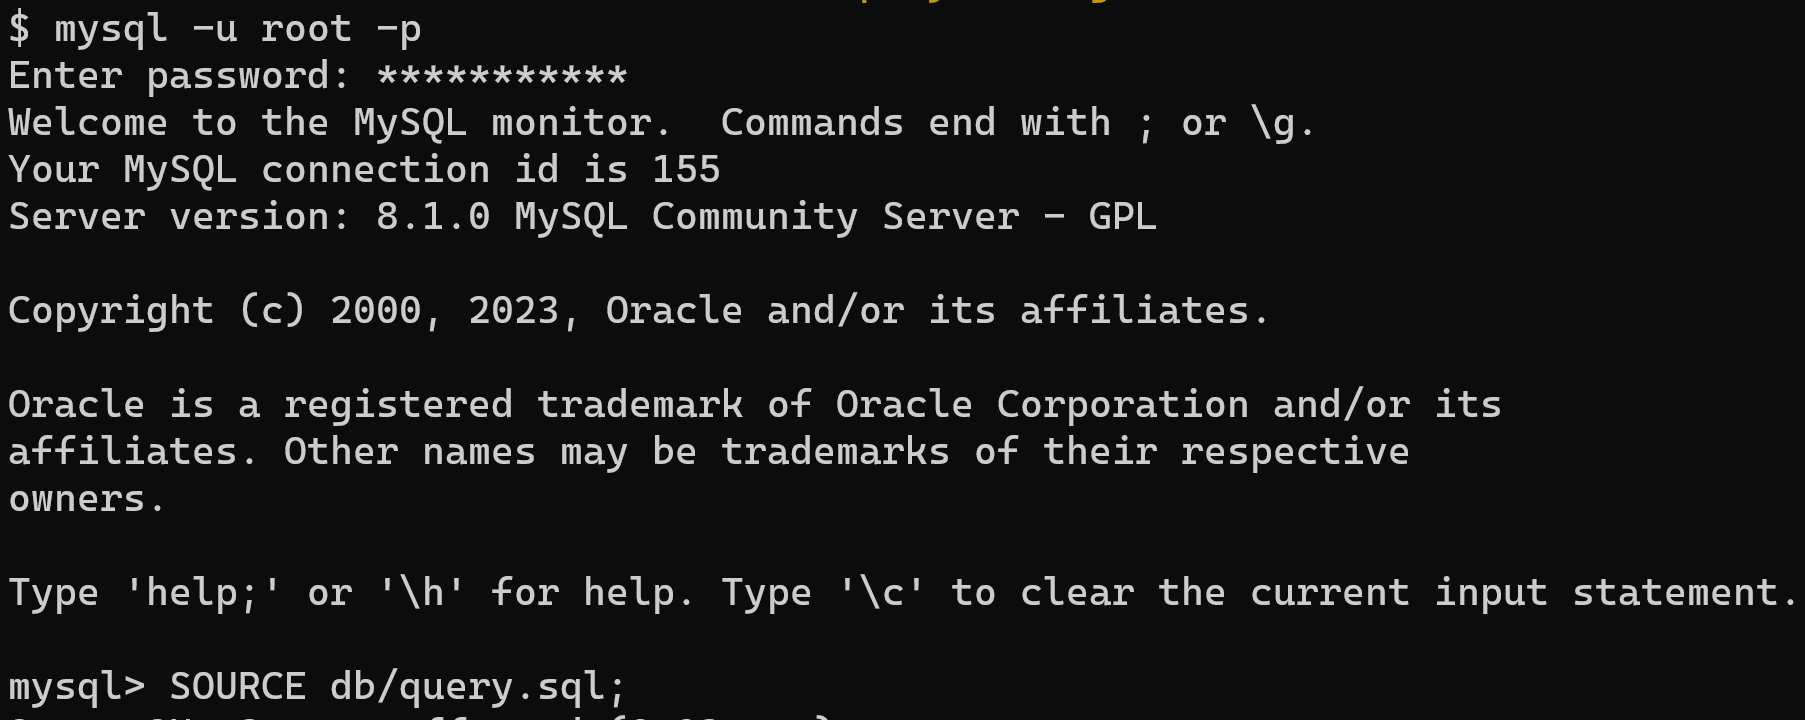 $ mysql -u root -p
Enter password: ***********
Welcome to the MySQL monitor.  Commands end with ; or \g.
Your MySQL connection id is 155
Server version: 8.1.0 MySQL Community Server - GPL
Copyright (c) 2000, 2023, Oracle and/or its affiliates.
Oracle is a registered trademark of Oracle Corporation and/or its
affiliates. Other names may be trademarks of their respective
owners.
Type 'help;' or '\h' for help. Type '\c' to clear the current input statement.
mysql> SOURCE db/query.sql;